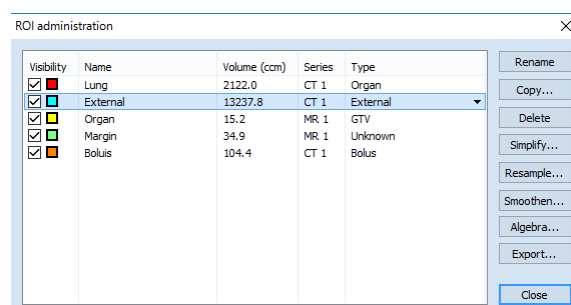 ROI administration
Visibility Name Volume (ccm) Series Type
Lung 2122.0 CT 1 Organ
External 13237.8 CT 1 External
Organ 15.2 MR 1 GTV
Margin 34.9 MR 1 Unknown
Boluis 104.4 CT 1 Bolus
Rename
Copy...
Delete
Simplify...
Resample...
Smoothen...
Algebra...
Export...
Close